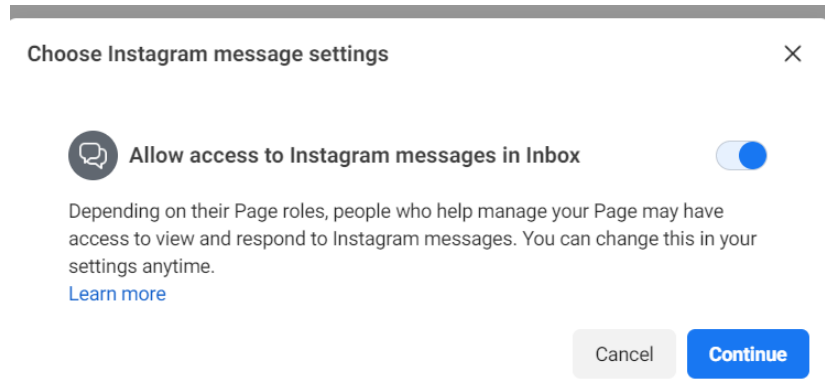 Choose Instagram message settings
Allow access to Instagram messages in Inbox
Depending on their Page roles, people who help manage your Page may have
access to view and respond to Instagram messages. You can change this in your
settings anytime.
Learn more
Cancel
Continue